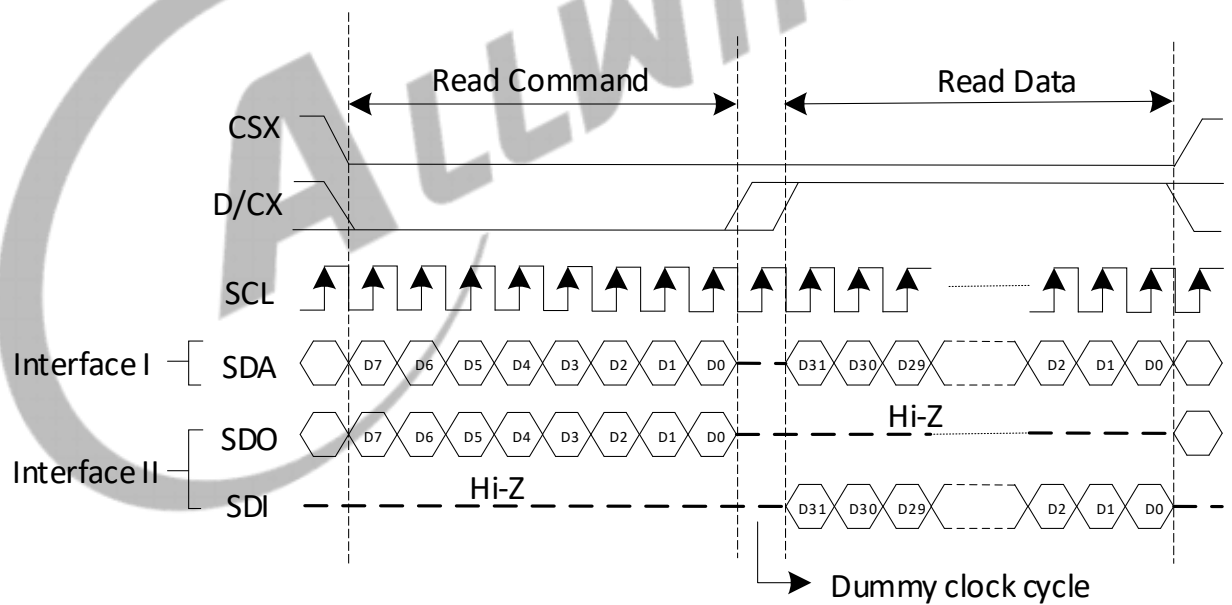 ALLWIN
Read Command
Read Data
CSX
D/CX
SCL
Interface I
SDA
D7 D6 D5 D4 D3 D2 D1 D0 D31 D30 D29 D2 D1 D0
Interface II
SDO
D7 D6 D5 D4 D3 D2 D1 D0
Hi-Z
SDI
Hi-Z
D31 D30 D29 D2 D1 D0
Dummy clock cycle